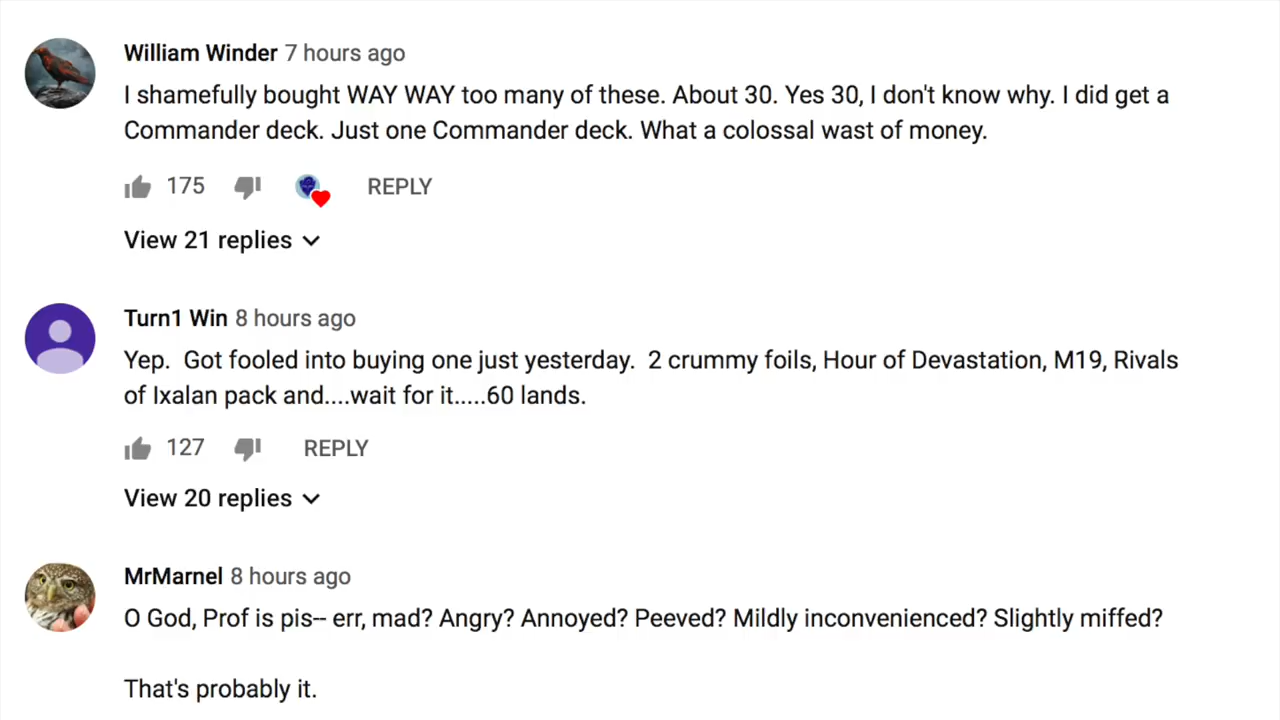 William Winder 7 hours ago
I shamefully bought WAY WAY too many of these. About 30. Yes 30, I don't know why. I did get a
Commander deck. Just one Commander deck. What a colossal wast of money.
175 REPLY
View 21 replies
Turn1 Win 8 hours ago
Yep.  Got fooled into buying one just yesterday.  2 crummy foils, Hour of Devastation, M19, Rivals
of Ixalan pack and....wait for it.....60 lands.
127 REPLY
View 20 replies
MrMarnel 8 hours ago
O God, Prof is pis-- err, mad? Angry? Annoyed? Peeved? Mildly inconvenienced? Slightly miffed?
That's probably it.